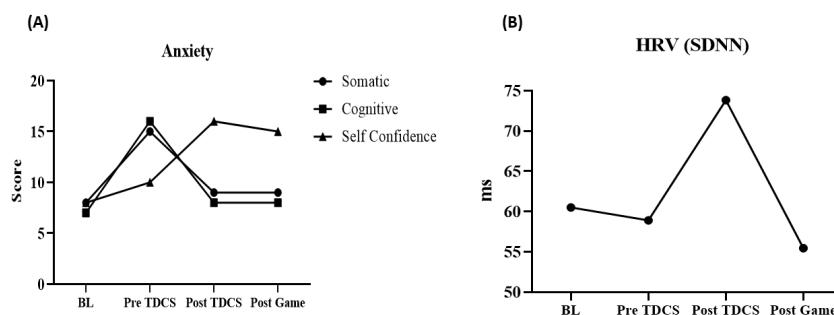 (A)
Anxiety
20
15
10
5
0
Score
BL Pre TDCS Post TDCS Post Game
Somatic
Cognitive
Self Confidence
(B)
HRV (SDNN)
75
70
65
60
55
50
ms
BL Pre TDCS Post TDCS Post Game